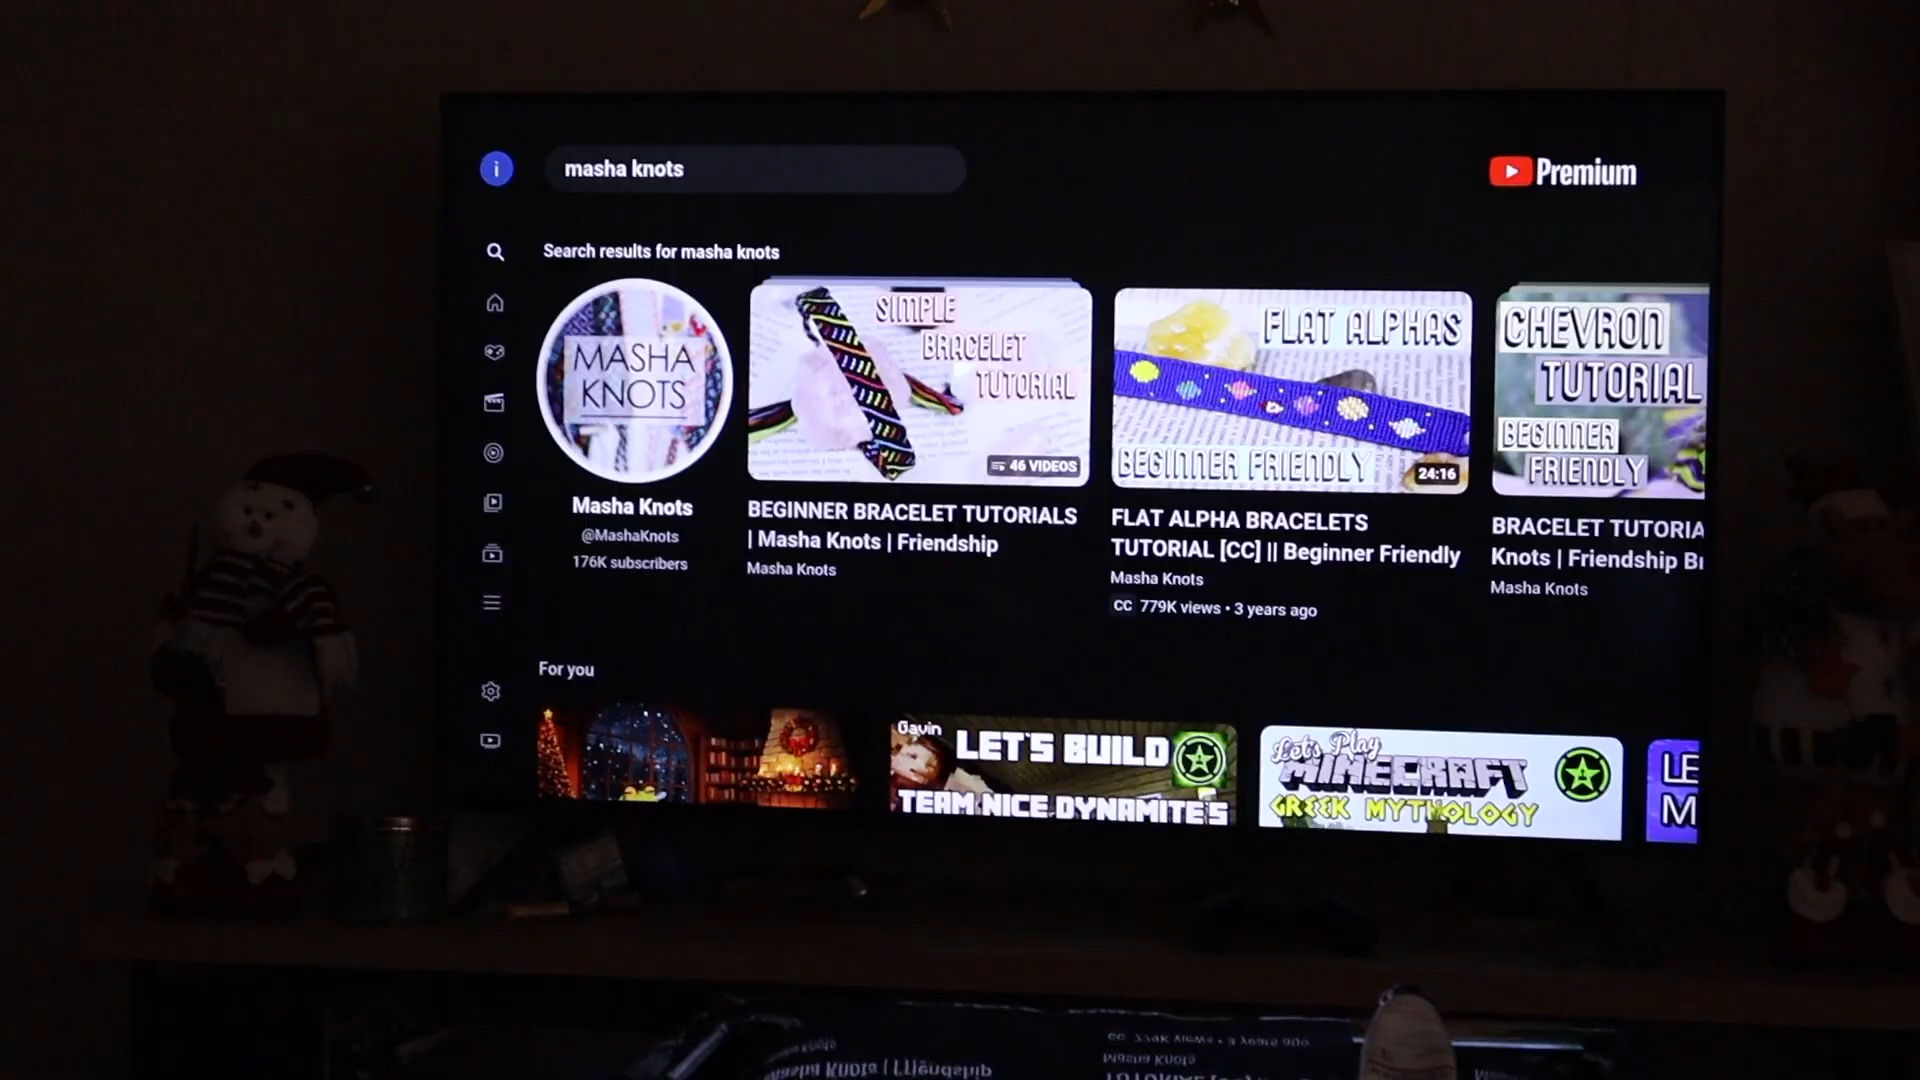 i
masha knots
Premium
Search results for masha knots
MASHA
KNOTS
Masha Knots
@MashaKnots
176K subscribers
SIMPLE
BRACELET
TUTORIAL
46 VIDEOS
BEGINNER BRACELET TUTORIALS
| Masha Knots | Friendship
Masha Knots
FLAT ALPHAS
BEGINNER FRIENDLY
24:16
FLAT ALPHA BRACELETS
TUTORIAL [CC] || Beginner Friendly
Masha Knots
CC 779K views • 3 years ago
CHEVRON
TUTORIAL
BEGINNER
FRIENDLY
BRACELET TUTORIA
Knots | Friendship Br
Masha Knots
For you
Gavin
LET'S BUILD
TEAM NICE DYNAMITE'S
Let's Play
MINECRAFT
GREEK MYTHOLOGY
LE
M